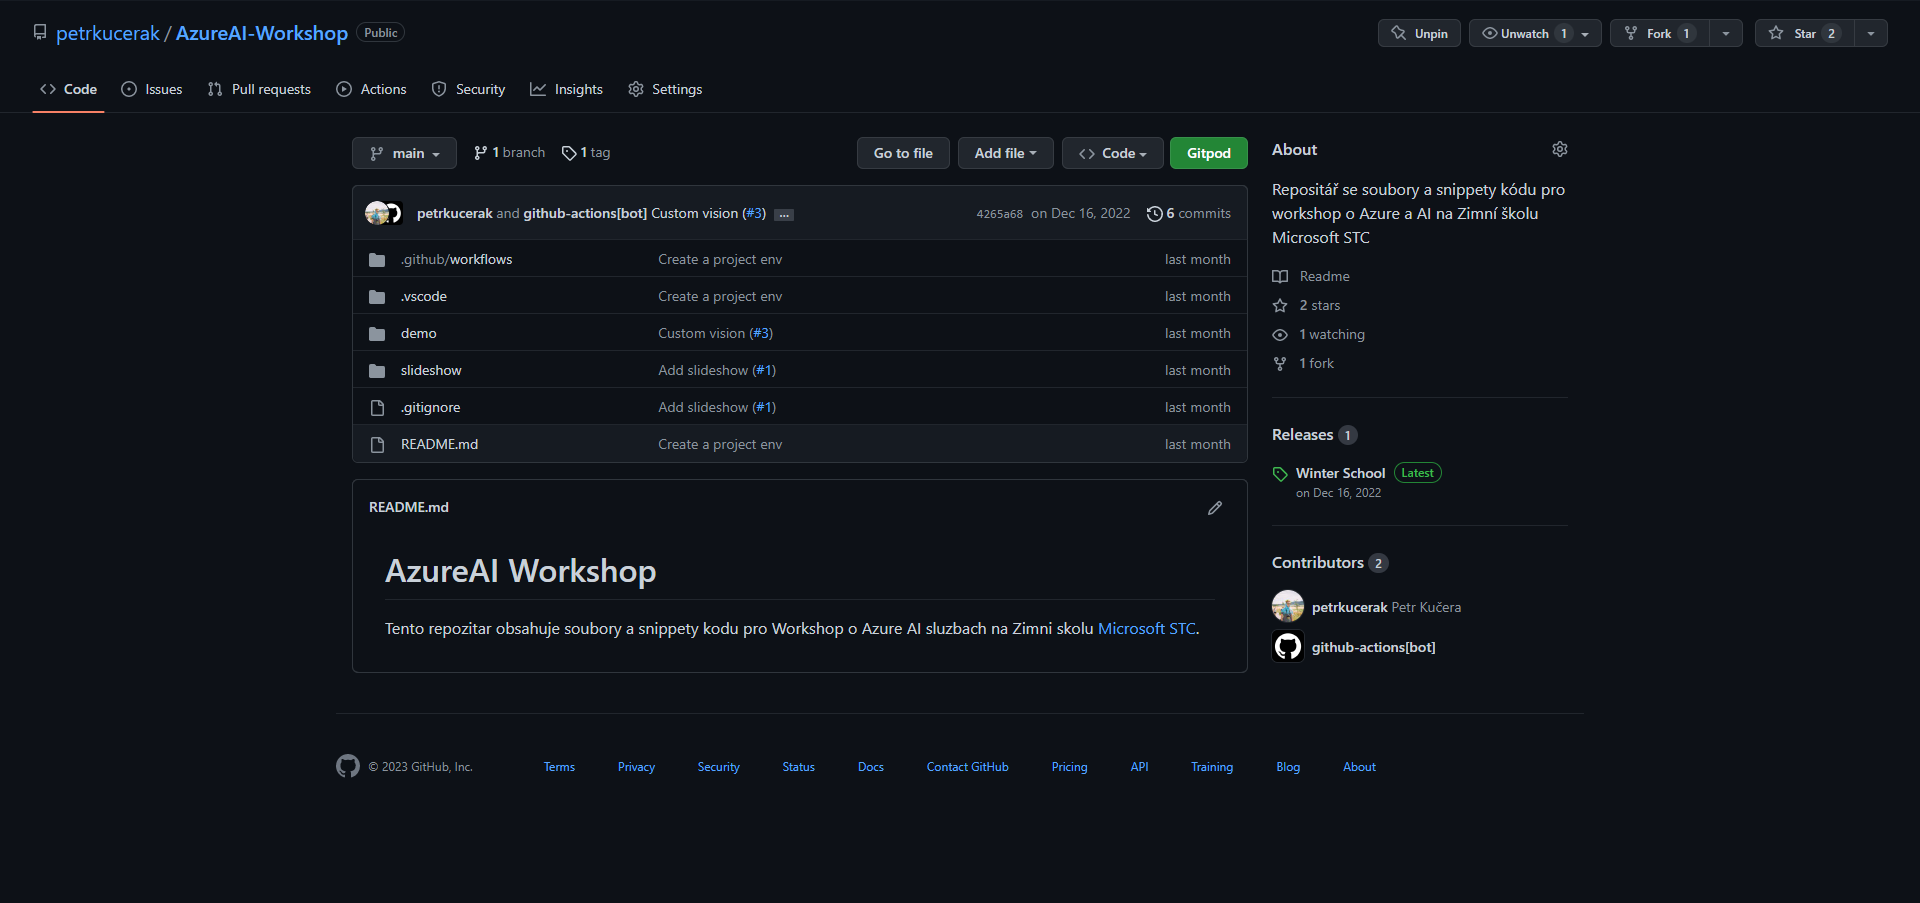 petrkucerak / AzureAI-Workshop Public
Unpin
Unwatch 1
Fork 1
Star 2
Code
Issues
Pull requests
Actions
Security
Insights
Settings
main
1 branch
1 tag
Go to file
Add file
Code
Gitpod
petrkucerak and github-actions[bot] Custom vision (#3) ...
4265a68 on Dec 16, 2022
6 commits
.github/workflows Create a project env last month
.vscode Create a project env last month
demo Custom vision (#3) last month
slideshow Add slideshow (#1) last month
.gitignore Add slideshow (#1) last month
README.md Create a project env last month
README.md
AzureAI Workshop
Tento repozitar obsahuje soubory a snippety kodu pro Workshop o Azure AI sluzbach na Zimni skolu Microsoft STC.
About
Repositář se soubory a snippety kódu pro
workshop o Azure a AI na Zimní školu
Microsoft STC
Readme
2 stars
1 watching
1 fork
Releases 1
Winter School Latest
on Dec 16, 2022
Contributors 2
petrkucerak Petr Kučera
github-actions[bot]
© 2023 GitHub, Inc.
Terms
Privacy
Security
Status
Docs
Contact GitHub
Pricing
API
Training
Blog
About